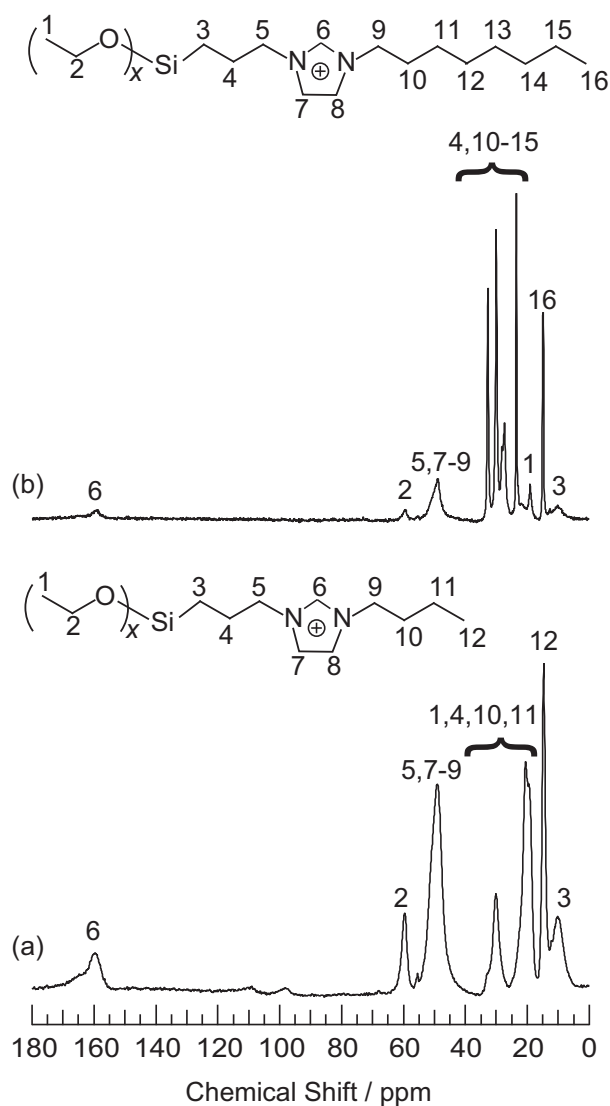 1 3 5 6 9 11 13 15
( O )x Si N ⊕ N
2 4 7 8 10 12 14 16
4,10-15
16
5,7-9
1
(b) 6 2 3
1 3 5 6 9 11
( O )x Si N ⊕ N
2 4 7 8 10 12
12
1,4,10,11
5,7-9
2 3
6
(a)
180 160 140 120 100 80 60 40 20 0
Chemical Shift / ppm